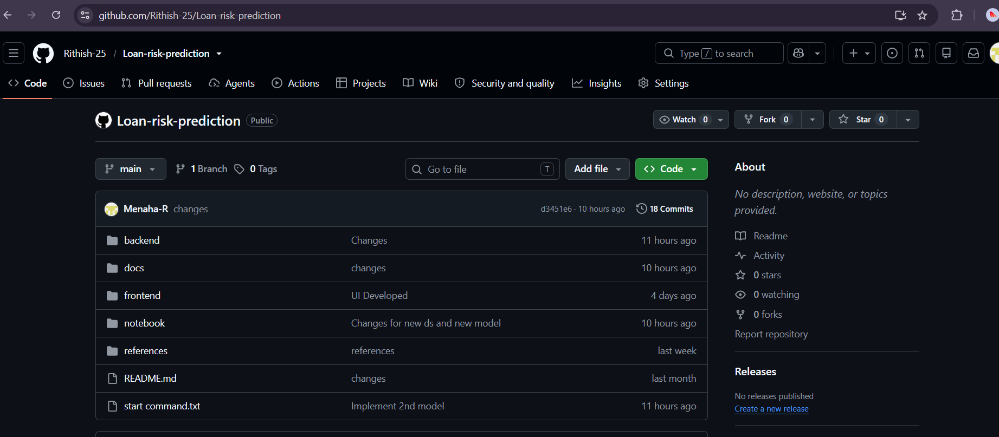 github.com/Rithish-25/Loan-risk-prediction
Rithish-25 / Loan-risk-prediction
Type / to search
Code Issues Pull requests Agents Actions Projects Wiki Security and quality Insights Settings
Loan-risk-prediction Public
Watch 0 Fork 0 Star 0
main 1 Branch 0 Tags
Go to file T
Add file
Code
Menaha-R changes d3451e6 · 10 hours ago 18 Commits
backend Changes 11 hours ago
docs changes 10 hours ago
frontend UI Developed 4 days ago
notebook Changes for new ds and new model 10 hours ago
references references last week
README.md changes last month
start command.txt Implement 2nd model 11 hours ago
About
No description, website, or topics
provided.
Readme
Activity
0 stars
0 watching
0 forks
Report repository
Releases
No releases published
Create a new release